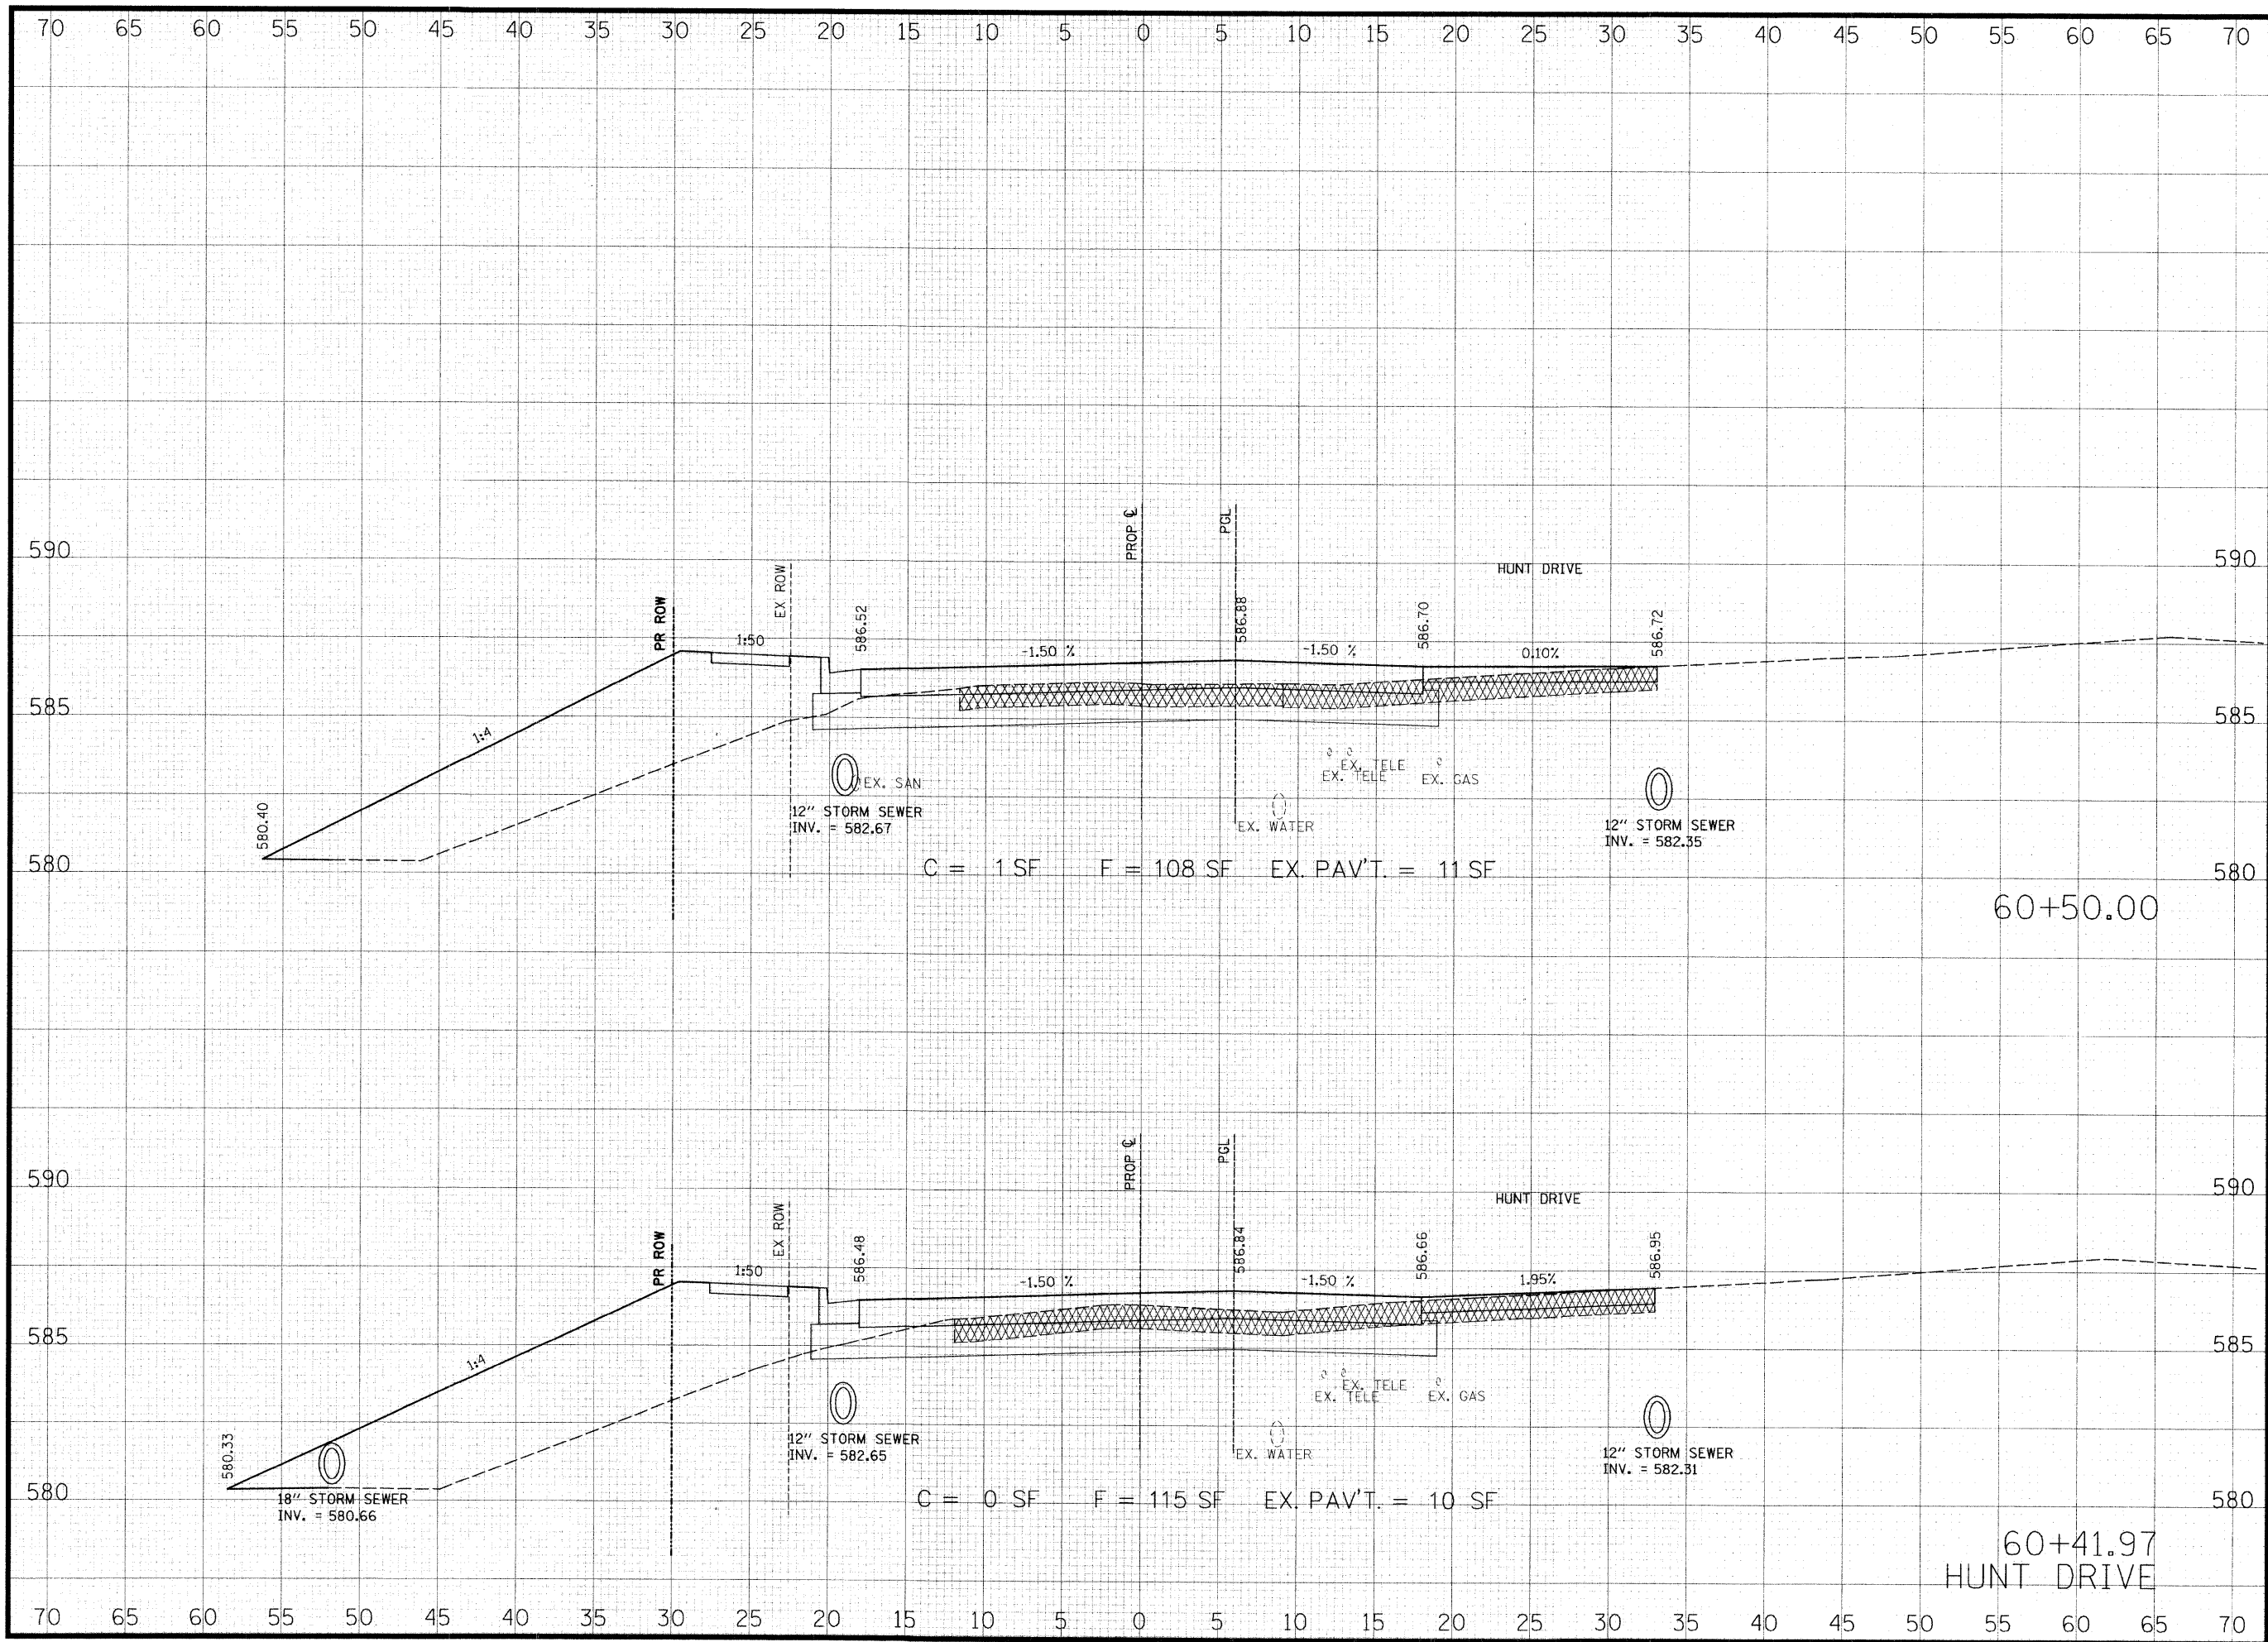 70 65 60 55 50 45 40 35 30 25 20 15 10 5 0 5 10 15 20 25 30 35 40 45 50 55 60 65 70
PROP ℄
PGL
590
HUNT DRIVE
590
EX ROW
PR ROW
1:50
586.52
-1.50 %
586.88
-1.50 %
586.70
0.10%
586.72
585
585
1:4
EX. TELE
EX. TELE
EX. GAS
EX. SAN
580.40
12" STORM SEWER
INV. = 582.67
EX. WATER
12" STORM SEWER
INV. = 582.35
580
C = 1 SF F = 108 SF EX. PAV'T. = 11 SF
580
60+50.00
PROP ℄
PGL
590
HUNT DRIVE
590
EX ROW
PR ROW
1:50
586.48
-1.50 %
586.84
-1.50 %
586.66
1.95%
586.95
585
585
1:4
EX. TELE
EX. TELE
EX. GAS
580.33
12" STORM SEWER
INV. = 582.65
EX. WATER
12" STORM SEWER
INV. = 582.31
580
18" STORM SEWER
INV. = 580.66
C = 0 SF F = 115 SF EX. PAV'T. = 10 SF
580
60+41.97
HUNT DRIVE
70 65 60 55 50 45 40 35 30 25 20 15 10 5 0 5 10 15 20 25 30 35 40 45 50 55 60 65 70